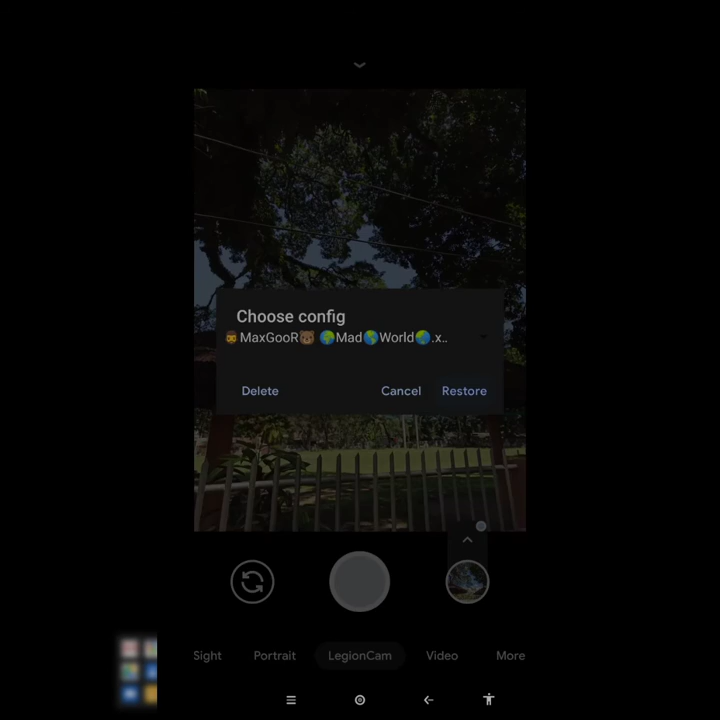 Choose config
🧔MaxGooR🐻 🌍Mad🌎World🌏.x..
Delete Cancel Restore
Sight Portrait LegionCam Video More